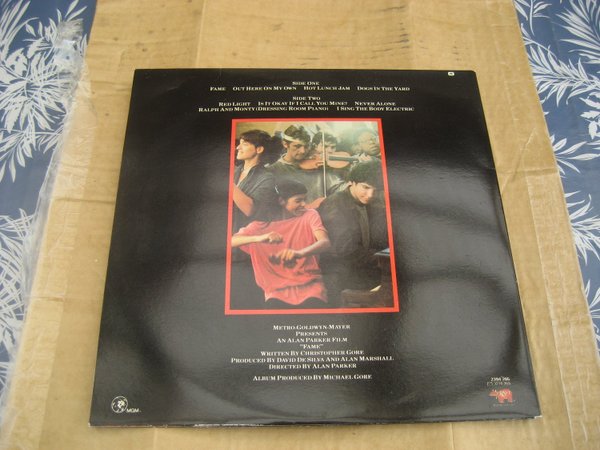 SIDE ONE
FAME OUT HERE ON MY OWN HOT LUNCH JAM DOGS IN THE YARD
SIDE TWO
RED LIGHT IS IT OKAY IF I CALL YOU MINE? NEVER ALONE
RALPH AND MONTY (DRESSING ROOM PIANO) I SING THE BODY ELECTRIC
METRO-GOLDWYN-MAYER
PRESENTS
AN ALAN PARKER FILM
"FAME"
WRITTEN BY CHRISTOPHER GORE
PRODUCED BY DAVID DE SILVA AND ALAN MARSHALL
DIRECTED BY ALAN PARKER
ALBUM PRODUCED BY MICHAEL GORE
MGM